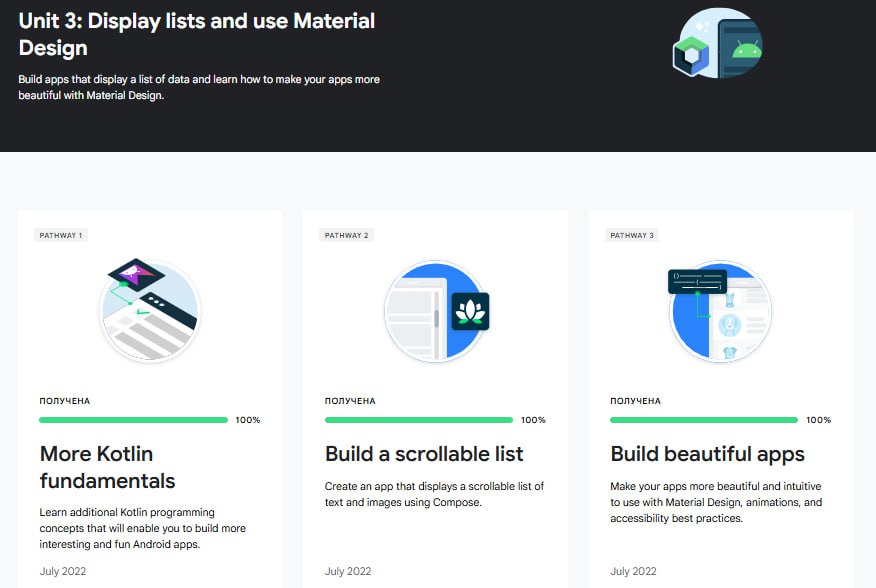 Unit 3: Display lists and use Material
Design
Build apps that display a list of data and learn how to make your apps more
beautiful with Material Design.
PATHWAY 1
ПОЛУЧЕНА
100%
More Kotlin
fundamentals
Learn additional Kotlin programming
concepts that will enable you to build more
interesting and fun Android apps.
July 2022
PATHWAY 2
ПОЛУЧЕНА
100%
Build a scrollable list
Create an app that displays a scrollable list of
text and images using Compose.
July 2022
PATHWAY 3
ПОЛУЧЕНА
100%
Build beautiful apps
Make your apps more beautiful and intuitive
to use with Material Design, animations, and
accessibility best practices.
July 2022